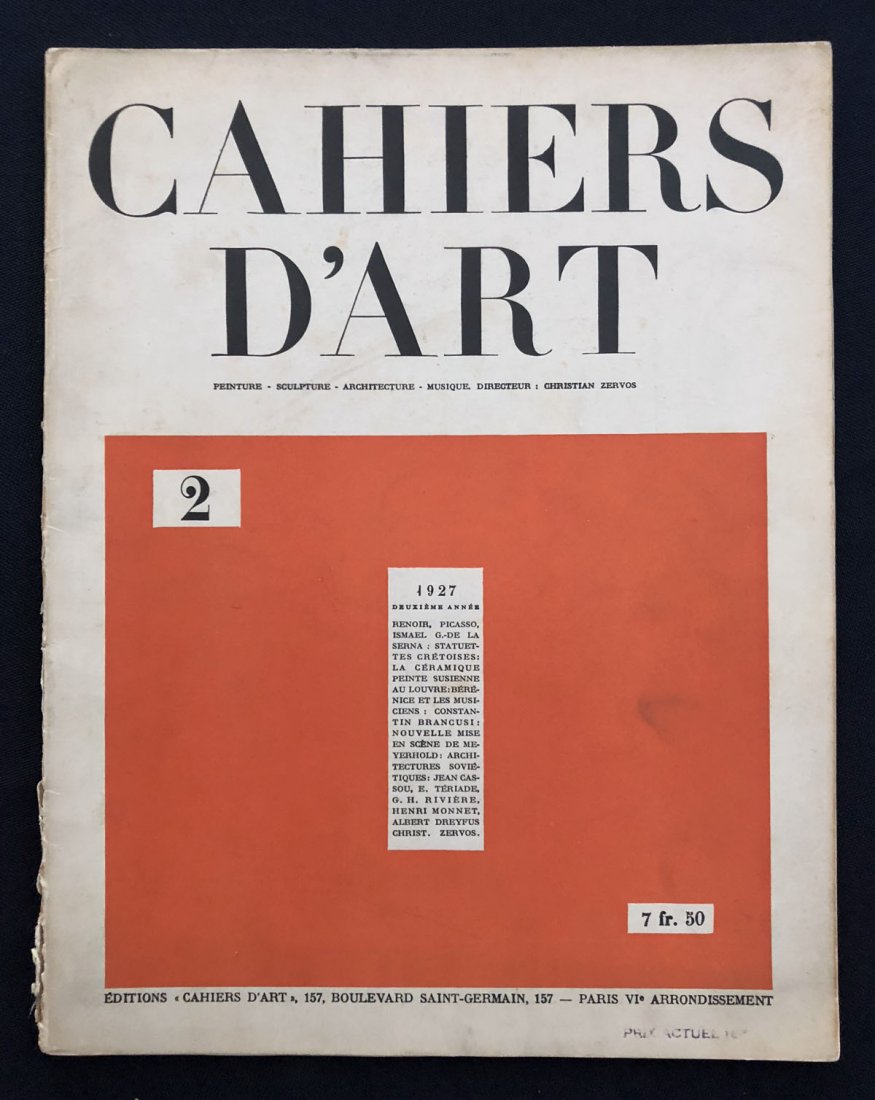 CAHIERS
D'ART
PEINTURE - SCULPTURE - ARCHITECTURE - MUSIQUE. DIRECTEUR : CHRISTIAN ZERVOS
2
1927
DEUXIÈME ANNÉE
RENOIR, PICASSO,
ISMAEL G.-DE LA
SERNA : STATUET-
TES CRÉTOISES:
LA CÉRAMIQUE
PEINTE SUSIENNE
AU LOUVRE: BÉRÉ-
NICE ET LES MUSI-
CIENS : CONSTAN-
TIN BRANCUSI :
NOUVELLE MISE
EN SCÈNE DE ME-
YERHOLD: ARCHI-
TECTURES SOVIÉ-
TIQUES: JEAN CAS-
SOU, E. TÉRIADE,
G. H. RIVIÈRE,
HENRI MONNET,
ALBERT DREYFUS
CHRIST. ZERVOS.
7 fr. 50
ÉDITIONS « CAHIERS D'ART », 157, BOULEVARD SAINT-GERMAIN, 157 — PARIS VIe ARRONDISSEMENT
PRIX ACTUEL